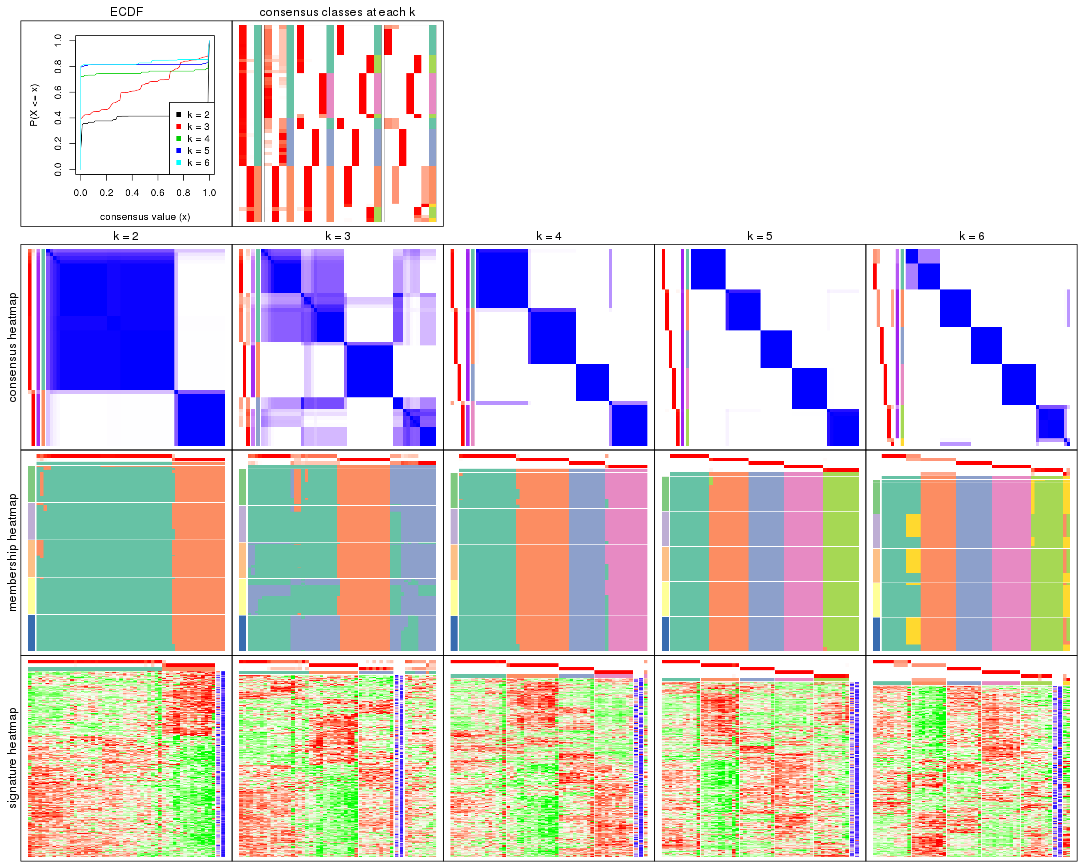 ECDF
consensus classes at each k
P(X <= x)
0.0 0.2 0.4 0.6 0.8 1.0
k = 2
k = 3
k = 4
k = 5
k = 6
0.0 0.2 0.4 0.6 0.8 1.0
consensus value (x)
k = 2
k = 3
k = 4
k = 5
k = 6
consensus heatmap
membership heatmap
signature heatmap